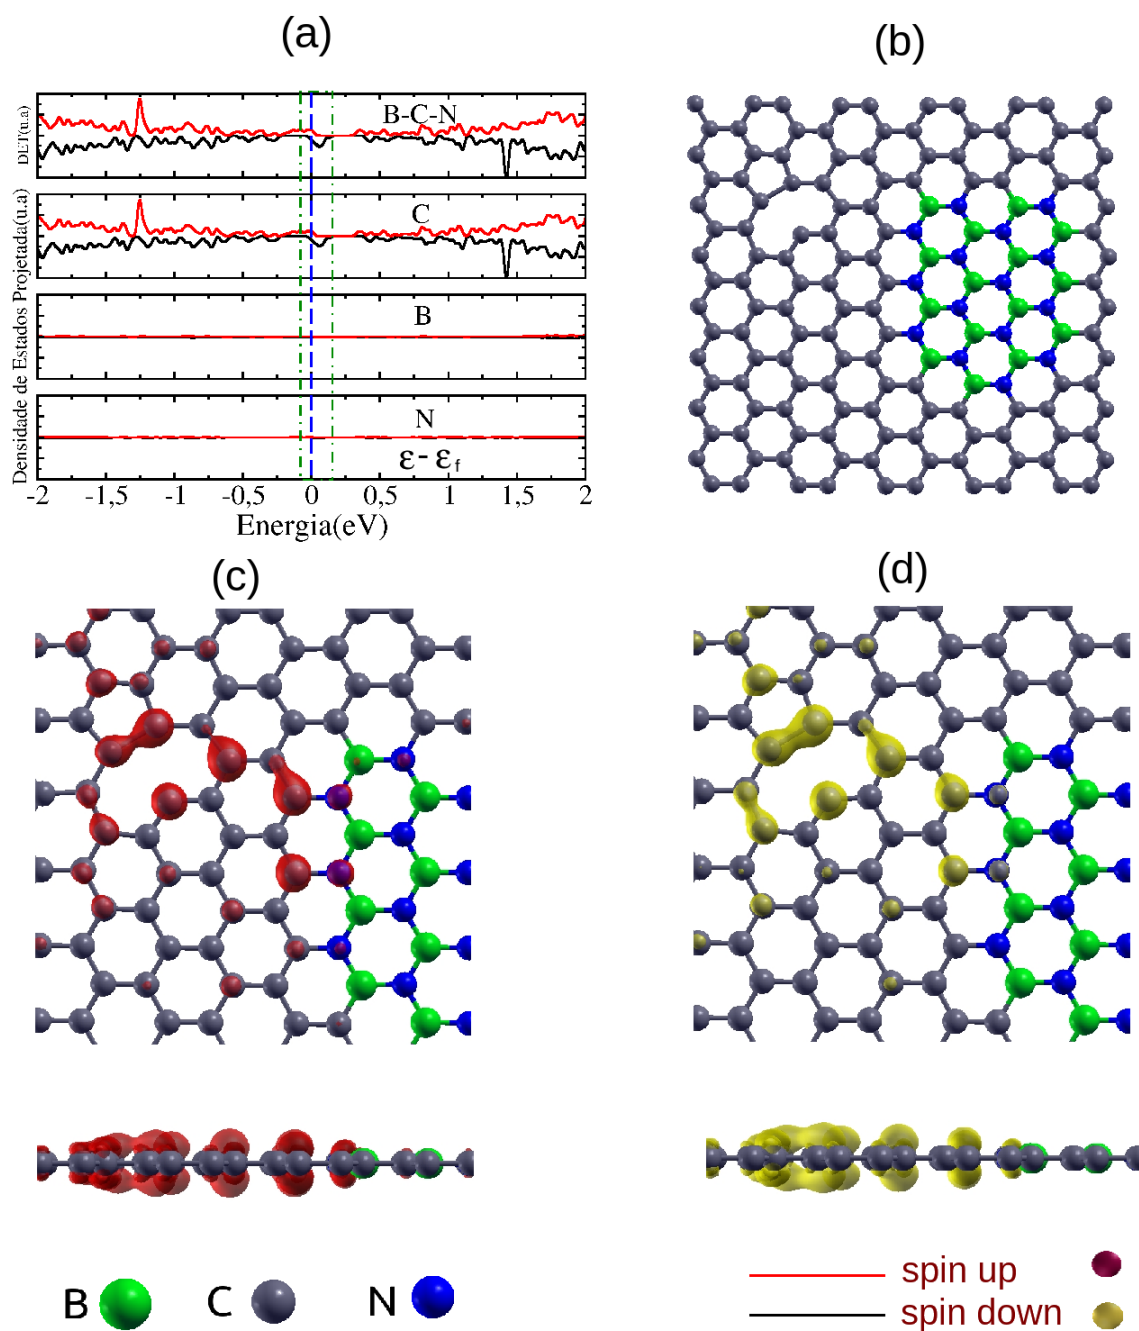 (a)
(b)
DET(u.a)
Densidade de Estados Projetada(u.a)
B-C-N
C
B
N
ε-ε_f
-2 -1,5 -1 -0,5 0 0,5 1 1,5 2
Energia(eV)
(c)
(d)
B C N
spin up
spin down